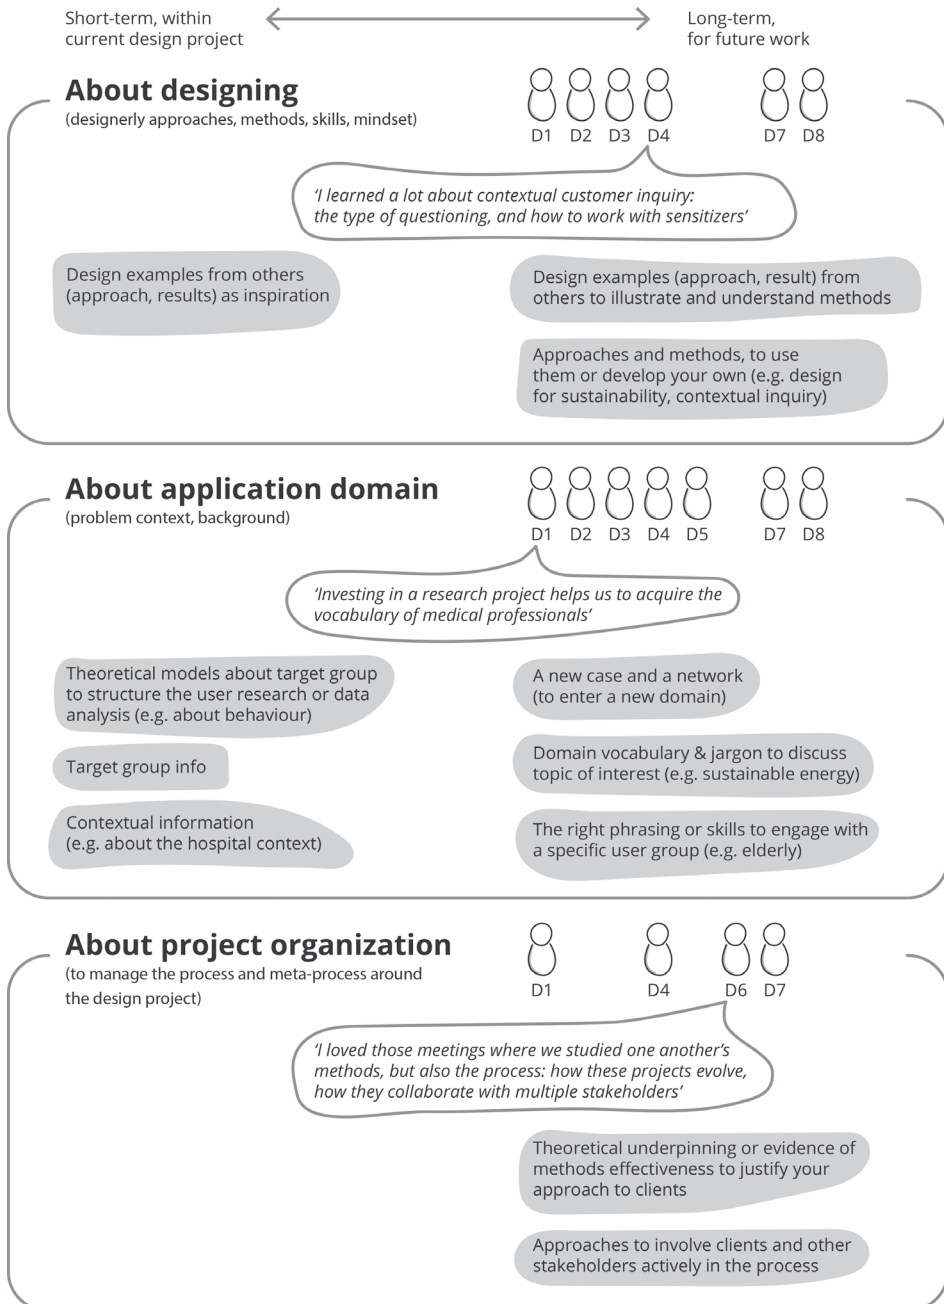 Short-term, within
current design project
Long-term,
for future work
About designing
(designerly approaches, methods, skills, mindset)
D1 D2 D3 D4 D7 D8
‘I learned a lot about contextual customer inquiry:
the type of questioning, and how to work with sensitizers’
Design examples from others
(approach, results) as inspiration
Design examples (approach, result) from
others to illustrate and understand methods
Approaches and methods, to use
them or develop your own (e.g. design
for sustainability, contextual inquiry)
About application domain
(problem context, background)
D1 D2 D3 D4 D5 D7 D8
‘Investing in a research project helps us to acquire the
vocabulary of medical professionals’
Theoretical models about target group
to structure the user research or data
analysis (e.g. about behaviour)
Target group info
Contextual information
(e.g. about the hospital context)
A new case and a network
(to enter a new domain)
Domain vocabulary & jargon to discuss
topic of interest (e.g. sustainable energy)
The right phrasing or skills to engage with
a specific user group (e.g. elderly)
About project organization
(to manage the process and meta-process around
the design project)
D1 D4 D6 D7
‘I loved those meetings where we studied one another’s
methods, but also the process: how these projects evolve,
how they collaborate with multiple stakeholders’
Theoretical underpinning or evidence of
methods effectiveness to justify your
approach to clients
Approaches to involve clients and other
stakeholders actively in the process